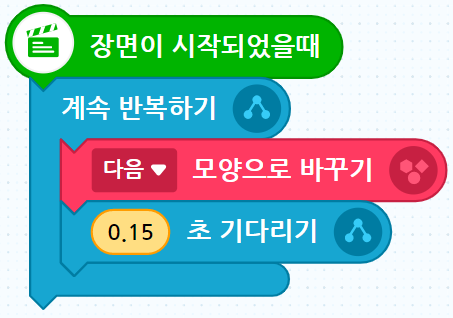 장면이 시작되었을때
계속 반복하기
다음 모양으로 바꾸기
0.15 초 기다리기